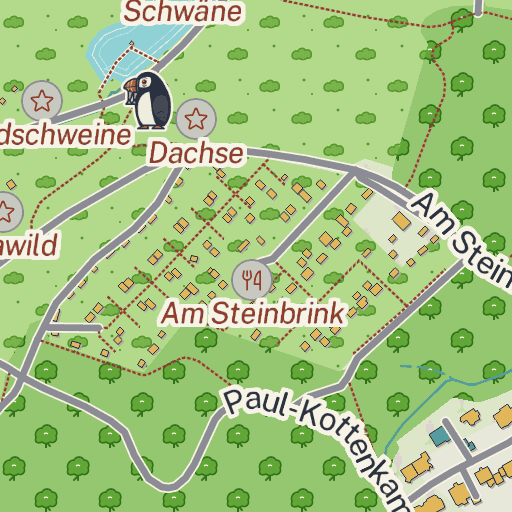 Schwäne
dschweine
Dachse
awild
Am Stein
Am Steinbrink
Paul-Kottenkam